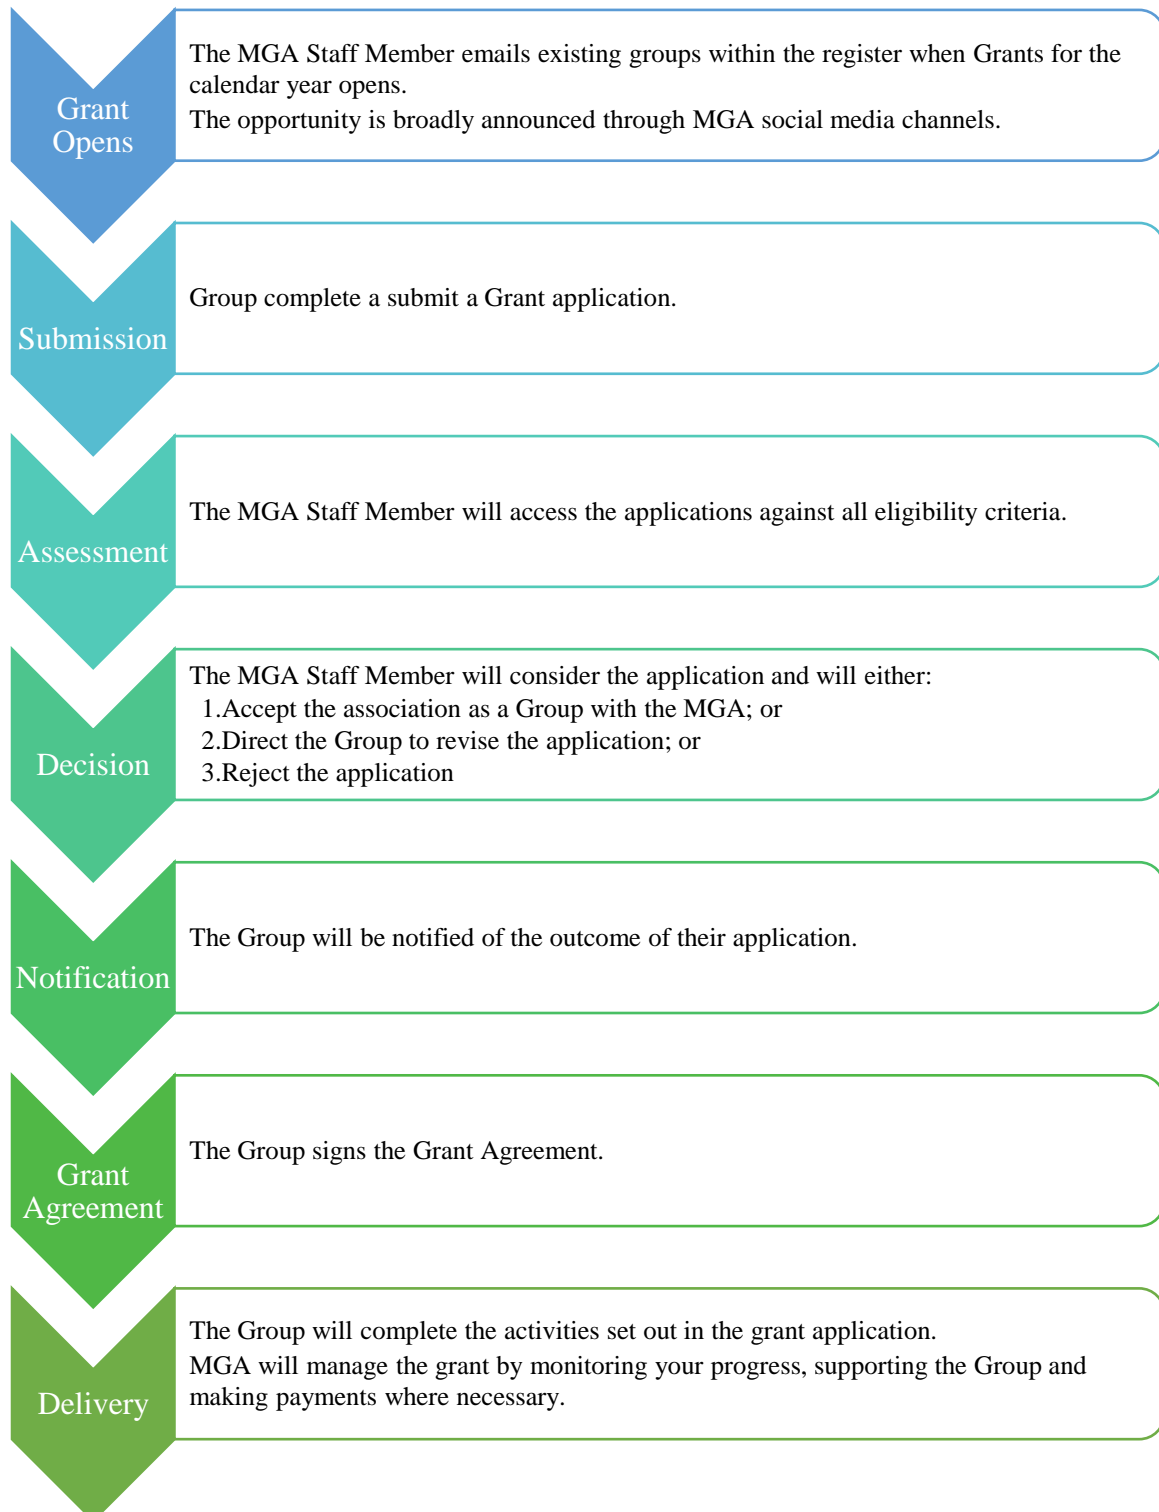 Grant
Opens
The MGA Staff Member emails existing groups within the register when Grants for the
calendar year opens.
The opportunity is broadly announced through MGA social media channels.
Submission
Group complete a submit a Grant application.
Assessment
The MGA Staff Member will access the applications against all eligibility criteria.
Decision
The MGA Staff Member will consider the application and will either:
1.Accept the association as a Group with the MGA; or
2.Direct the Group to revise the application; or
3.Reject the application
Notification
The Group will be notified of the outcome of their application.
Grant
Agreement
The Group signs the Grant Agreement.
Delivery
The Group will complete the activities set out in the grant application.
MGA will manage the grant by monitoring your progress, supporting the Group and
making payments where necessary.